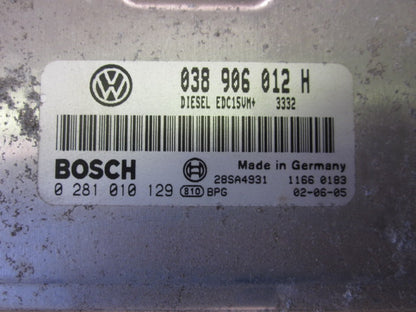 038 906 012 H
DIESEL EDC15VM+ 3332
BOSCH
Made in Germany
28SA4931 1166 0183
0 281 010 129 810 BPG 02-06-05